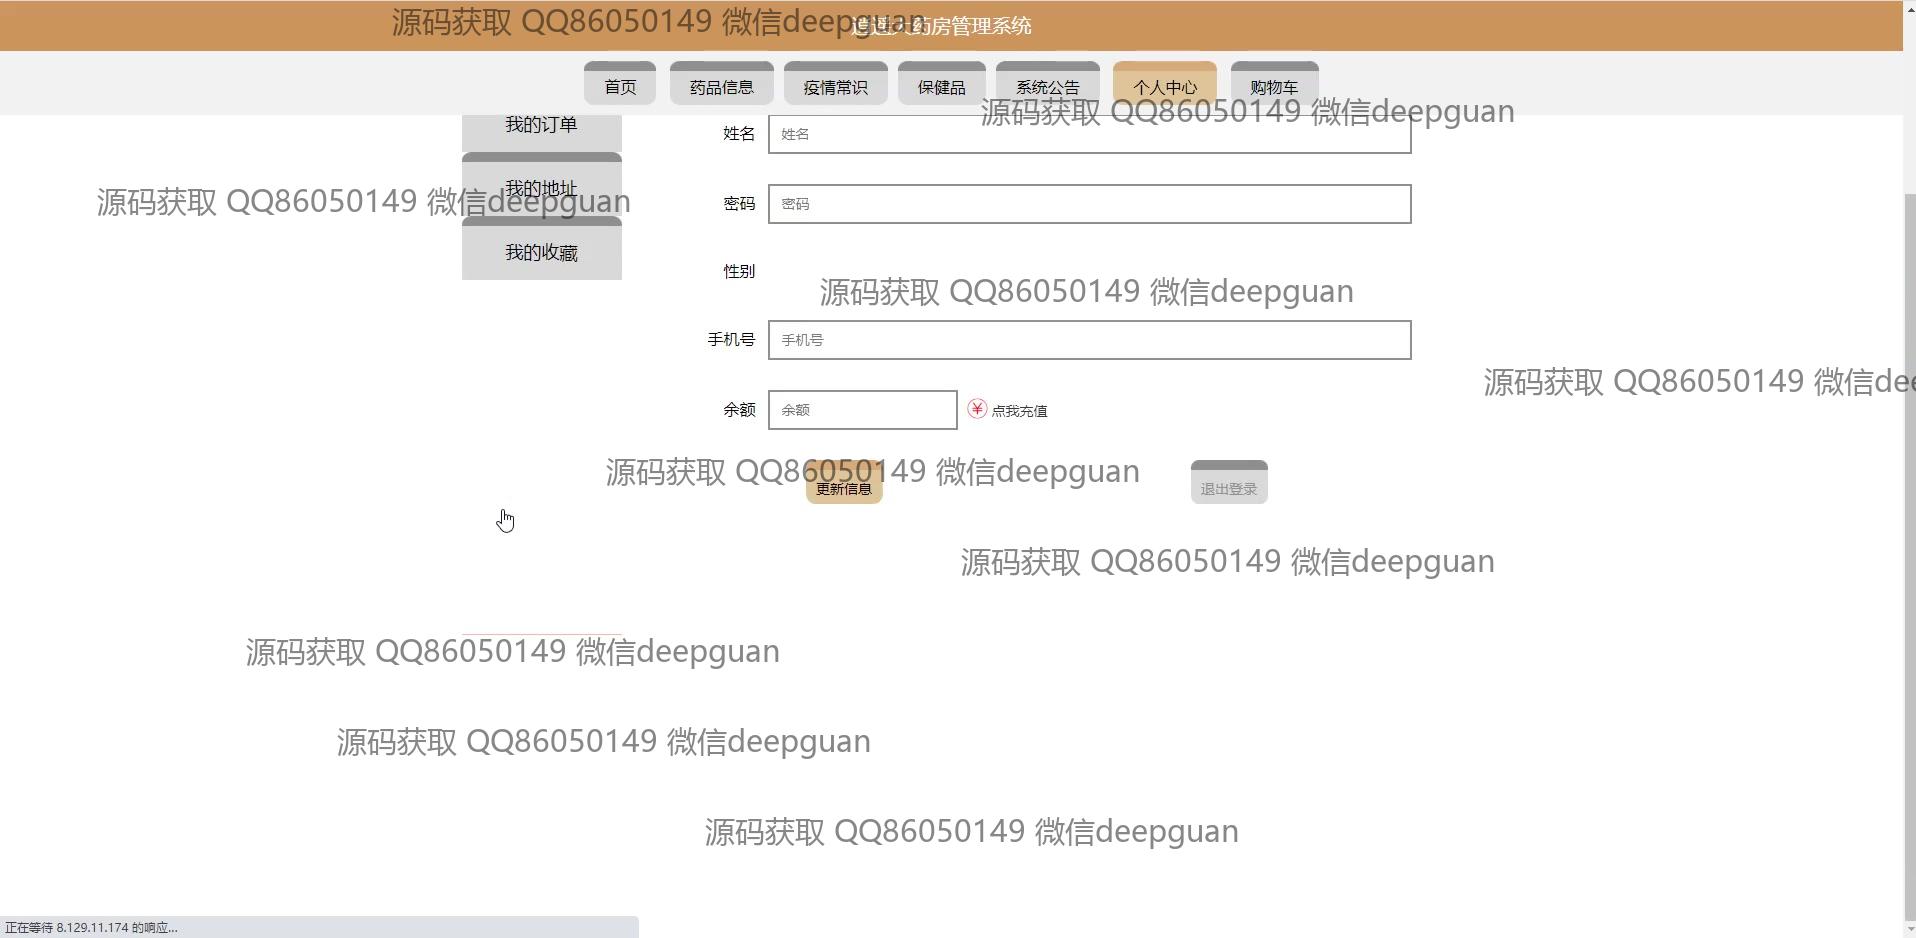 源码获取 QQ86050149 微信deepguan
大药房管理系统
首页 药品信息 疫情常识 保健品 系统公告 个人中心 购物车
源码获取 QQ86050149 微信deepguan
我的订单
姓名 姓名
我的地址
源码获取 QQ86050149 微信deepguan
密码 密码
我的收藏
性别
源码获取 QQ86050149 微信deepguan
手机号 手机号
源码获取 QQ86050149 微信dee
余额 余额 ¥ 点我充值
源码获取 QQ86050149 微信deepguan
更新信息 退出登录
源码获取 QQ86050149 微信deepguan
源码获取 QQ86050149 微信deepguan
源码获取 QQ86050149 微信deepguan
源码获取 QQ86050149 微信deepguan
正在等待 8.129.11.174 的响应...